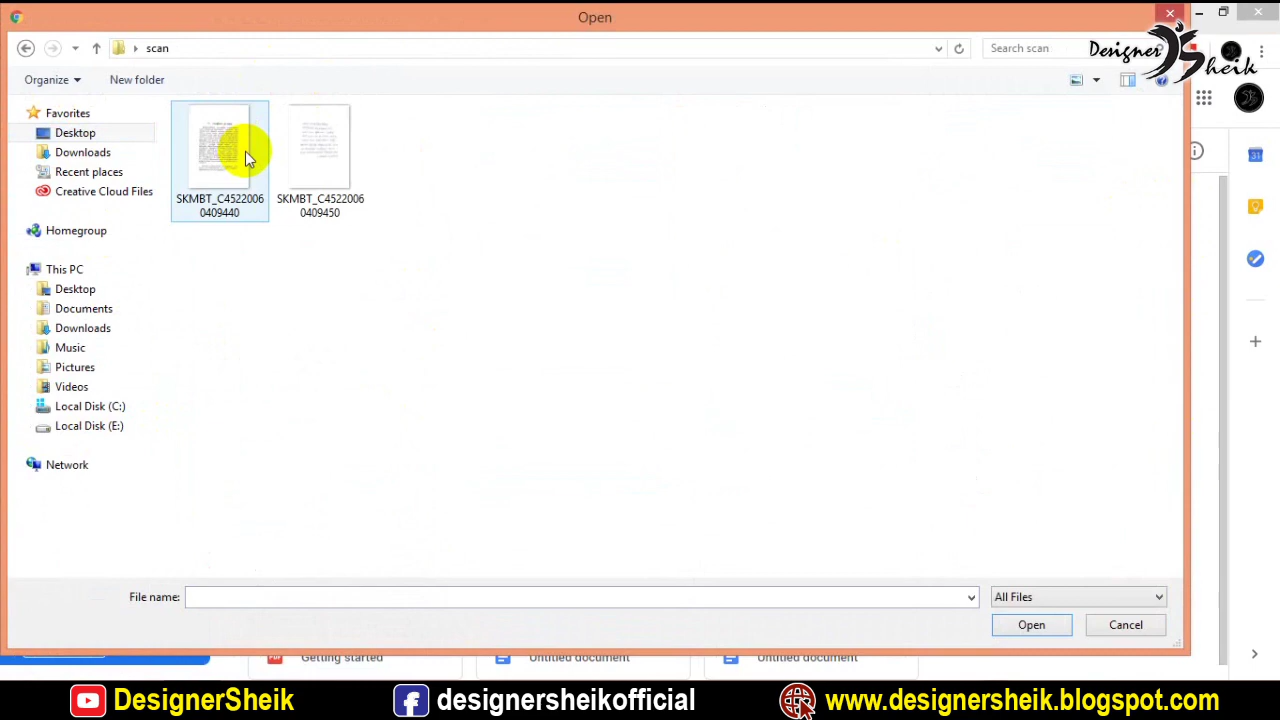 Open
scan
Search scan
Designer
Sheik
Organize
New folder
Favorites
Desktop
Downloads
Recent places
Creative Cloud Files
Homegroup
This PC
Desktop
Documents
Downloads
Music
Pictures
Videos
Local Disk (C:)
Local Disk (E:)
Network
SKMBT_C4522006
0409440
SKMBT_C4522006
0409450
31
File name:
All Files
Open
Cancel
Getting started
Untitled document
Untitled document
DesignerSheik
designersheikofficial
www.designersheik.blogspot.com